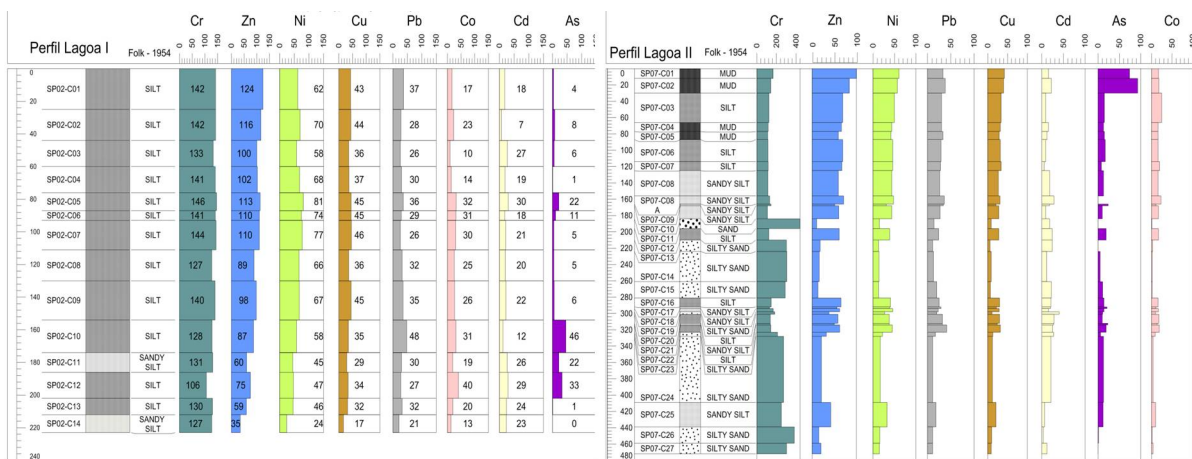 Cr Zn Ni Cu Pb Co Cd As
Perfil Lagoa I Folk - 1954
0 50 100 150 0 50 100 150 0 50 100 150 0 50 100 150 0 50 100 150 0 50 100 150 0 50 100 150 0 50 100 150
0 SP02-C01 SILT 142 124 62 43 37 17 18 4
20
SP02-C02 SILT 142 116 70 44 28 23 7 8
40
SP02-C03 SILT 133 100 58 36 27 10 27 6
60
SP02-C04 SILT 141 102 68 37 30 14 19 1
80 SP02-C05 SILT 146 113 81 45 36 32 30 22
SP02-C06 SILT 141 110 74 45 29 31 18 11
100 SP02-C07 SILT 144 110 77 46 26 30 21 5
120 SP02-C08 SILT 127 89 66 36 32 25 20 5
140 SP02-C09 SILT 140 98 67 45 35 26 22 6
160 SP02-C10 SILT 128 87 58 35 48 31 12 46
180 SP02-C11 SANDY SILT 131 60 45 29 30 19 26 22
SP02-C12 SILT 106 75 47 34 27 40 29 33
200
SP02-C13 SILT 130 59 46 32 32 20 24 1
220 SP02-C14 SANDY SILT 127 35 24 17 21 13 23 0
240
Cr Zn Ni Pb Cu Cd As Co
Perfil Lagoa II Folk - 1954
0 200 400 0 50 100 0 50 100 0 50 100 0 50 100 0 50 100 0 50 100 0 50 100
0 SP07-C01 MUD
20 SP07-C02 MUD
40 SP07-C03 SILT
60
SP07-C04 MUD
80 SP07-C05 MUD
100 SP07-C06 SILT
120 SP07-C07 SILT
140 SP07-C08 SANDY SILT
160 SP07-C08 A SANDY SILT
180 SP07-C09 SANDY SILT
SP07-C10 SAND
200 SP07-C11 SILT
SP07-C12 SILTY SAND
220 SP07-C13
240 SILTY SAND
SP07-C14
260 SP07-C15 SILTY SAND
280 SP07-C16 SILT
SP07-C17 SANDY SILT
300 SP07-C18 SANDY SILT
320 SP07-C19 SILTY SAND
SP07-C20 SILT
340 SP07-C21 SANDY SILT
SP07-C22 SILT
360 SP07-C23 SILTY SAND
380
400 SP07-C24 SILTY SAND
420 SP07-C25 SANDY SILT
440 SP07-C26 SILTY SAND
460 SP07-C27 SILTY SAND
480